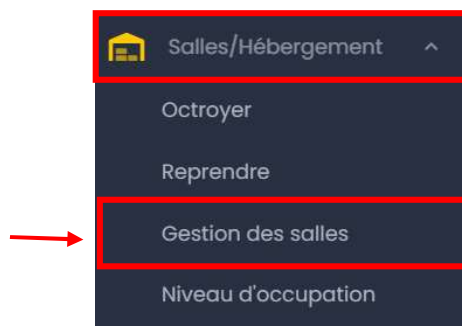 Salles/Hébergement
Octroyer
Reprendre
Gestion des salles
Niveau d'occupation